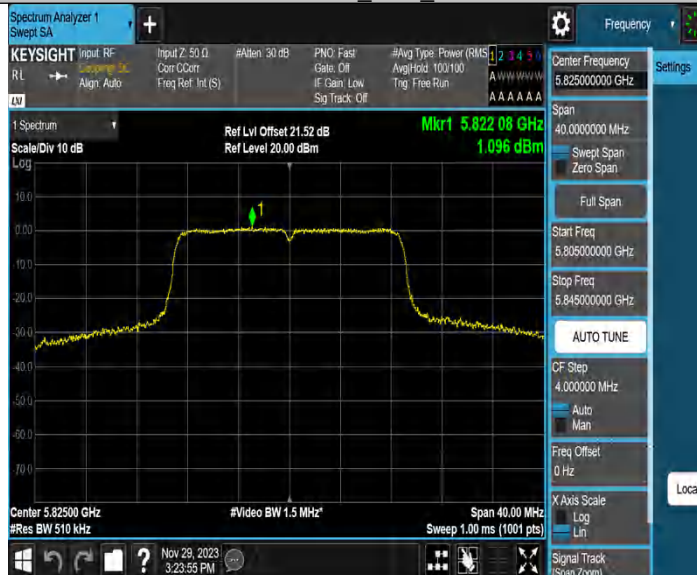 Spectrum Analyzer 1
Swept SA
Frequency
KEYSIGHT
Input: RF
Input Z: 50 Ω
#Atten: 30 dB
PNO: Fast
#Avg Type: Power (RMS
1 2 3 4 5 6
RL
Coupling: DC
Corr CCorr
Gate: Off
Avg|Hold: 100/100
A W W W W W
Align: Auto
Freq Ref: Int (S)
IF Gain: Low
Trig: Free Run
Sig Track: Off
A A A A A A
LXI
1 Spectrum
Ref Lvl Offset 21.52 dB
Mkr1 5.822 08 GHz
Scale/Div 10 dB
Ref Level 20.00 dBm
1.096 dBm
Log
10.0
0.00
-10.0
-20.0
-30.0
-40.0
-50.0
-60.0
-70.0
1
Center 5.82500 GHz
#Video BW 1.5 MHz*
Span 40.00 MHz
#Res BW 510 kHz
Sweep 1.00 ms (1001 pts)
Nov 29, 2023
3:23:55 PM
?
Center Frequency
5.825000000 GHz
Settings
Span
40.0000000 MHz
Swept Span
Zero Span
Full Span
Start Freq
5.805000000 GHz
Stop Freq
5.845000000 GHz
AUTO TUNE
CF Step
4.000000 MHz
Auto
Man
Freq Offset
0 Hz
X Axis Scale
Log
Lin
Loca
Signal Track
(Span Zoom)